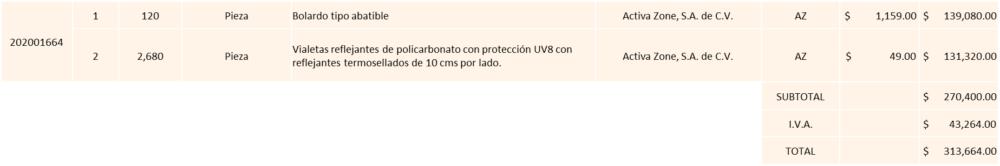 1 120 Pieza Bolardo tipo abatible Activa Zone, S.A. de C.V. AZ $ 1,159.00 $ 139,080.00
202001664
2 2,680 Pieza Vialetas reflejantes de policarbonato con protección UV8 con
reflejantes termosellados de 10 cms por lado. Activa Zone, S.A. de C.V. AZ $ 49.00 $ 131,320.00
SUBTOTAL $ 270,400.00
I.V.A. $ 43,264.00
TOTAL $ 313,664.00